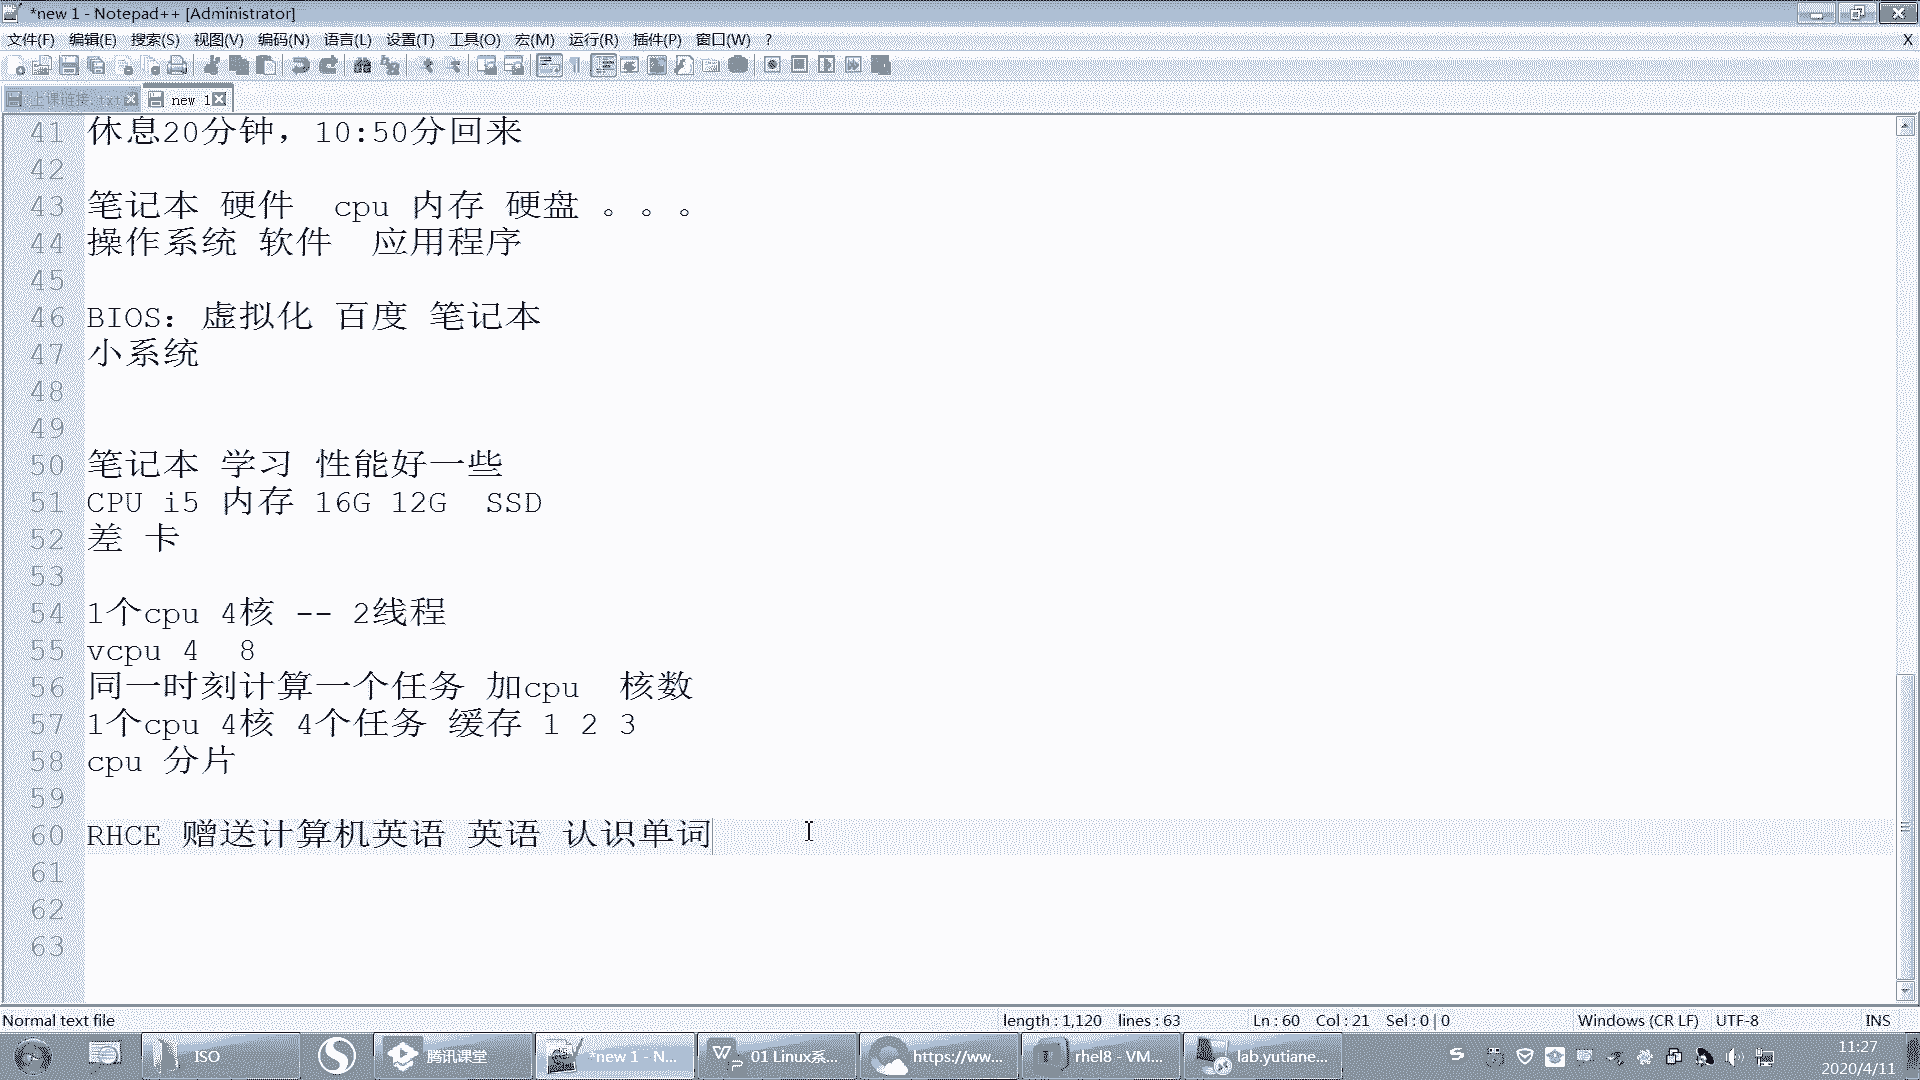 *new 1 - Notepad++ [Administrator]
文件(F) 编辑(E) 搜索(S) 视图(V) 编码(N) 语言(L) 设置(T) 工具(O) 宏(M) 运行(R) 插件(P) 窗口(W) ? X
上课链接.txt new 1
41 休息20分钟，10:50分回来
42
43 笔记本 硬件 cpu 内存 硬盘 。。。
44 操作系统 软件 应用程序
45
46 BIOS：虚拟化 百度 笔记本
47 小系统
48
49
50 笔记本 学习 性能好一些
51 CPU i5 内存 16G 12G SSD
52 差 卡
53
54 1个cpu 4核 -- 2线程
55 vcpu 4 8
56 同一时刻计算一个任务 加cpu 核数
57 1个cpu 4核 4个任务 缓存 1 2 3
58 cpu 分片
59
60 RHCE 赠送计算机英语 英语 认识单词
61
62
63
Normal text file length : 1,120 lines : 63 Ln : 60 Col : 21 Sel : 0 | 0 Windows (CR LF) UTF-8 INS
ISO 腾讯课堂 *new 1 - N... 01 Linux系... https://ww... rhel8 - VM... lab.yutiane... 11:27
2020/4/11